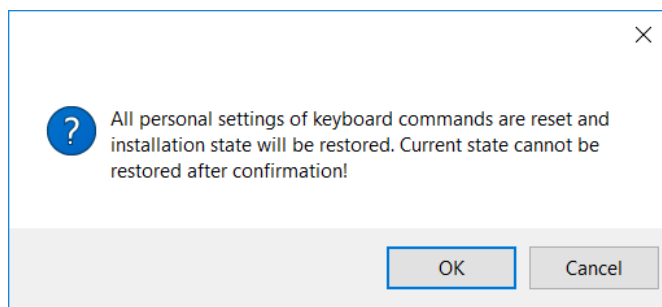 All personal settings of keyboard commands are reset and
installation state will be restored. Current state cannot be
restored after confirmation!
OK
Cancel